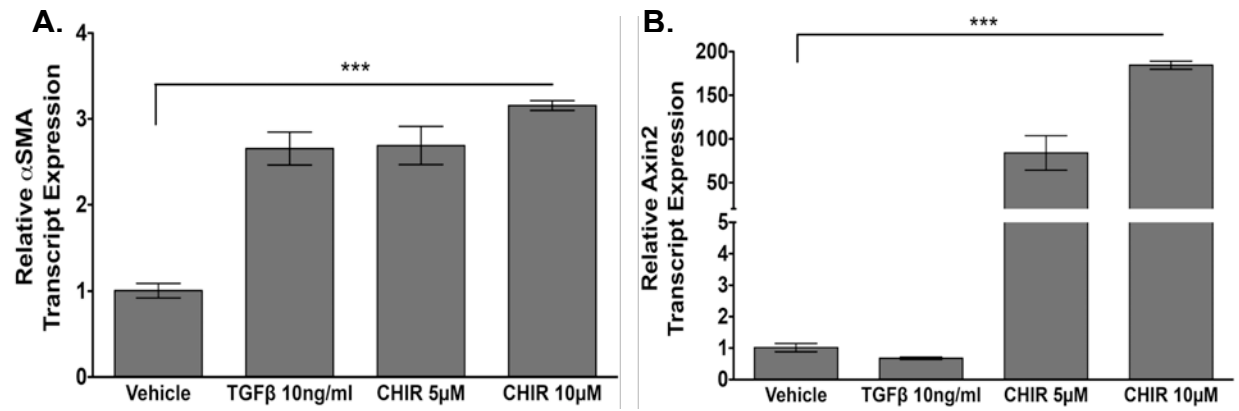 A.
***
Relative αSMA
Transcript Expression
4
3
2
1
0
Vehicle
TGFβ 10ng/ml
CHIR 5µM
CHIR 10µM
B.
***
Relative Axin2
Transcript Expression
200
150
100
50
5
4
3
2
1
0
Vehicle
TGFβ 10ng/ml
CHIR 5µM
CHIR 10µM